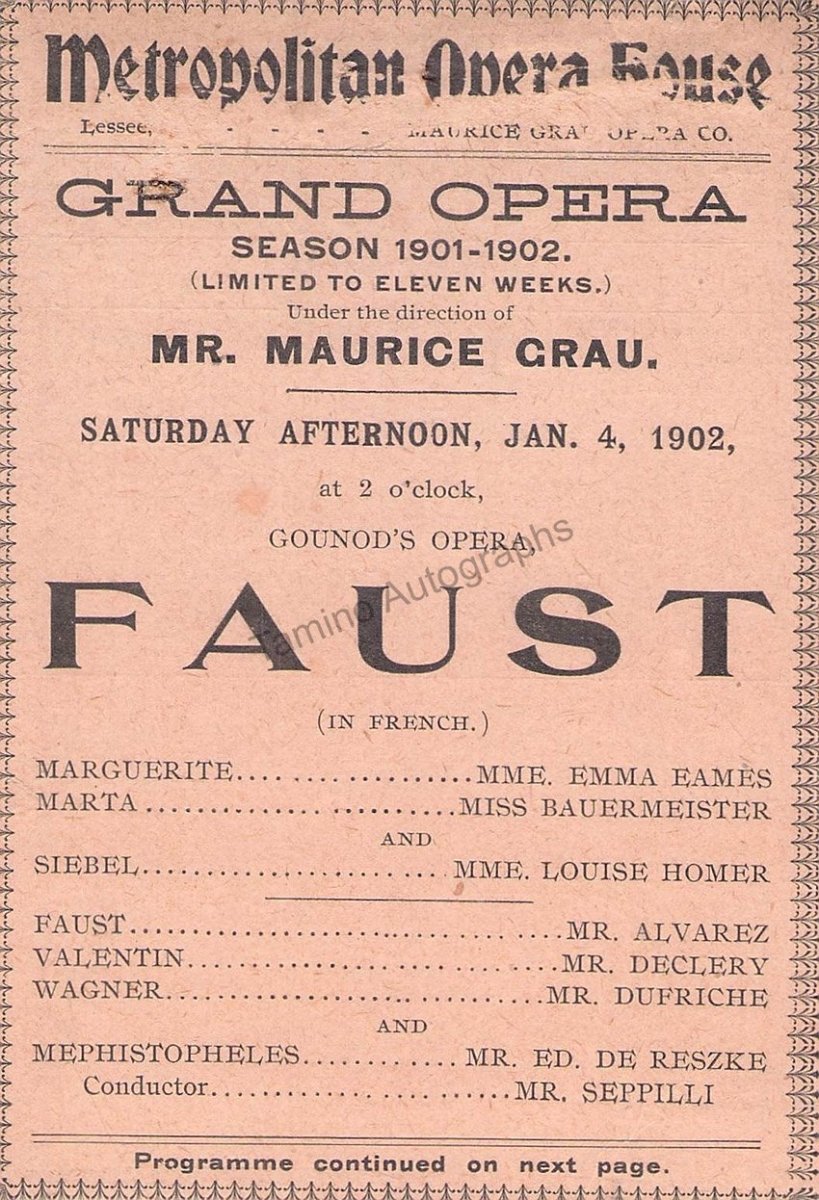 Metropolitan Opera House
Lessee, - - - - MAURICE GRAU OPERA CO.
GRAND OPERA
SEASON 1901-1902.
(LIMITED TO ELEVEN WEEKS.)
Under the direction of
MR. MAURICE GRAU.
SATURDAY AFTERNOON, JAN. 4, 1902,
at 2 o'clock,
GOUNOD'S OPERA,
FAUST
Tamino Autographs
(IN FRENCH.)
MARGUERITE.... ... .............MME. EMMA EAMES
MARTA .............. ............MISS BAUERMEISTER
AND
SIEBEL......................... MME. LOUISE HOMER
FAUST.................................MR. ALVAREZ
VALENTIN............................MR. DECLERY
WAGNER.............................MR. DUFRICHE
AND
MEPHISTOPHELES............MR. ED. DE RESZKE
Conductor......................MR. SEPPILLI
Programme continued on next page.